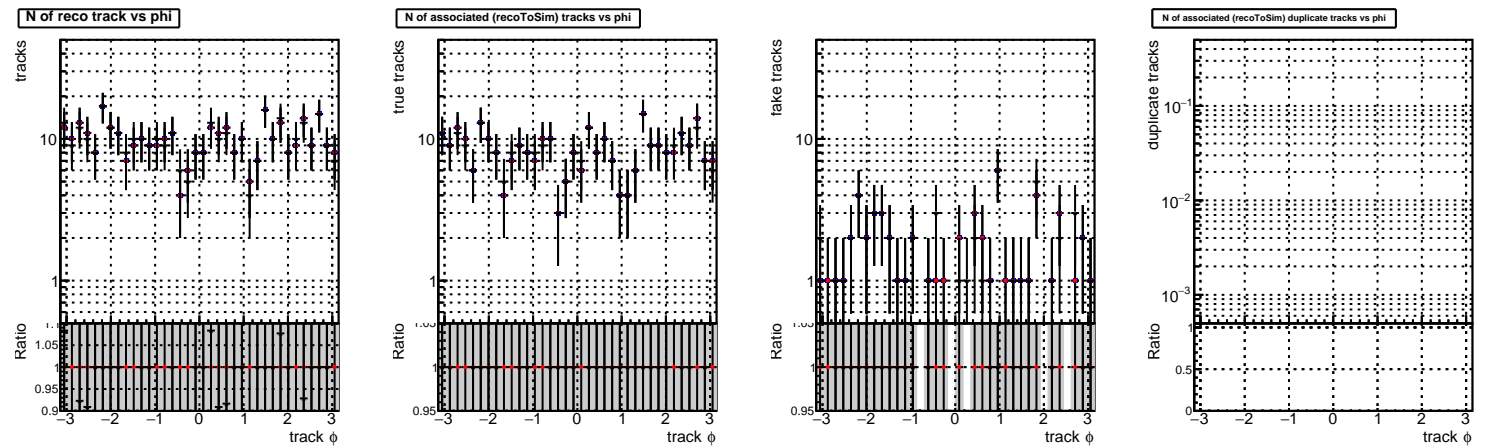 N of reco track vs phi
tracks
10
1
Ratio
1.05
1
0.95
0.9
−3 −2 −1 0 1 2 3
track ϕ
N of associated (recoToSim) tracks vs phi
true tracks
10
1
Ratio
1
0.95
−3 −2 −1 0 1 2 3
track ϕ
fake tracks
10
1
Ratio
1
0.95
−3 −2 −1 0 1 2 3
track ϕ
N of associated (recoToSim) duplicate tracks vs phi
duplicate tracks
10−1
10−2
10−3
Ratio
1
0.5
0
−3 −2 −1 0 1 2 3
track ϕ